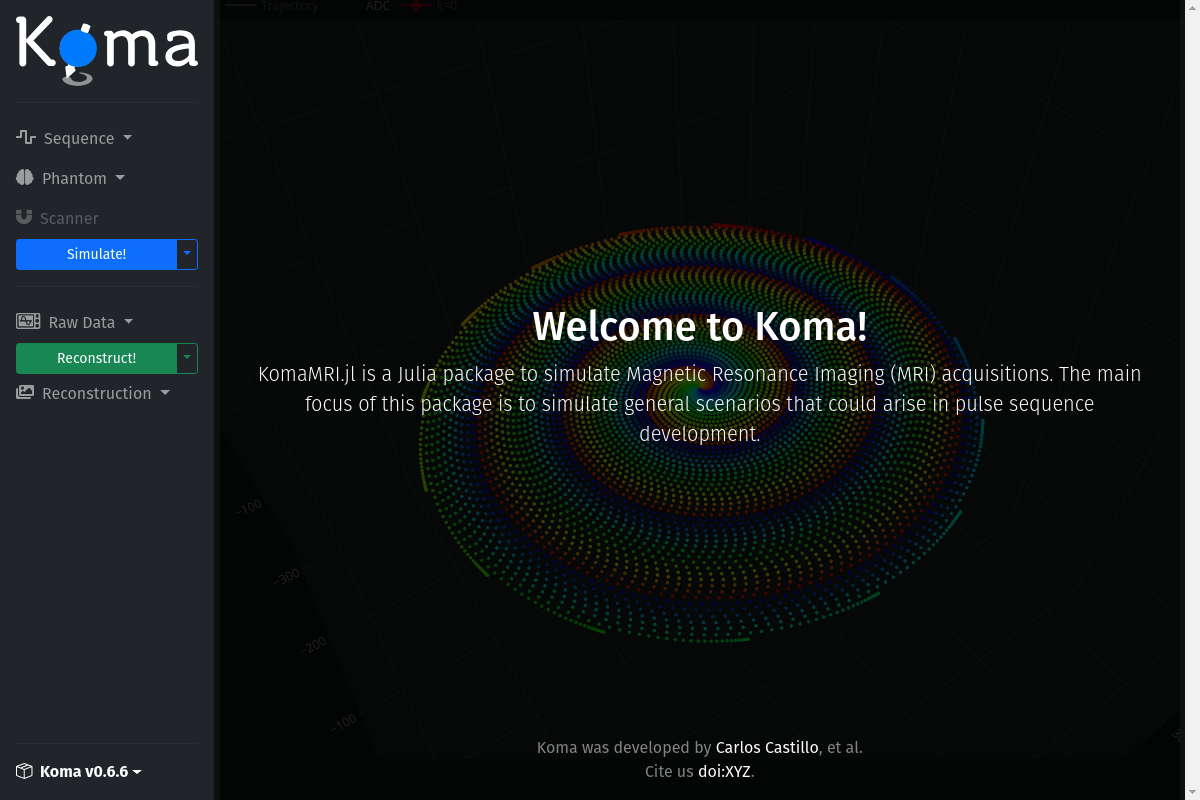 Koma
Sequence
Phantom
Scanner
Simulate!
Raw Data
Reconstruct!
Reconstruction
Koma v0.6.6
Trajectory ADC k=0
Welcome to Koma!
KomaMRI.jl is a Julia package to simulate Magnetic Resonance Imaging (MRI) acquisitions. The main
focus of this package is to simulate general scenarios that could arise in pulse sequence
development.
−100
−300
−200
−100
Koma was developed by Carlos Castillo, et al.
Cite us doi:XYZ.